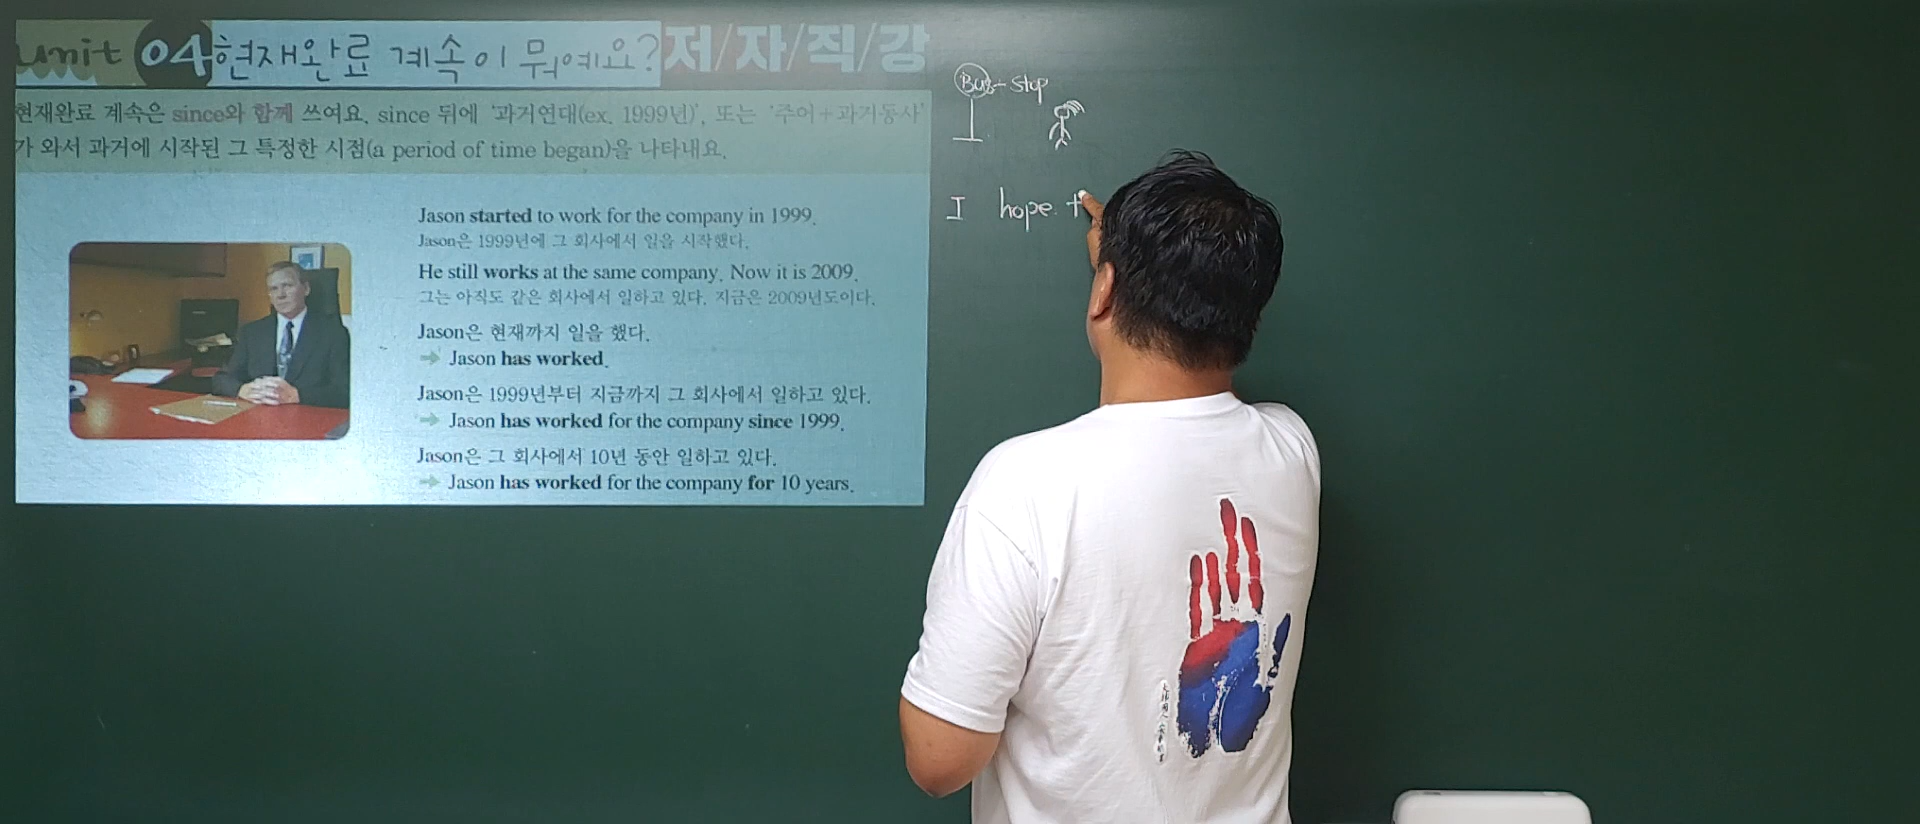 unit 04 현재완료 계속이 뭐예요? 저/자/직/강
현재완료 계속은 since와 함께 쓰여요. since 뒤에 '과거연대(ex. 1999년)', 또는 '주어+과거동사'
가 와서 과거에 시작된 그 특정한 시점(a period of time began)을 나타내요.
Jason started to work for the company in 1999.
Jason은 1999년에 그 회사에서 일을 시작했다.
He still works at the same company. Now it is 2009.
그는 아직도 같은 회사에서 일하고 있다. 지금은 2009년도이다.
Jason은 현재까지 일을 했다.
➔ Jason has worked.
Jason은 1999년부터 지금까지 그 회사에서 일하고 있다.
➔ Jason has worked for the company since 1999.
Jason은 그 회사에서 10년 동안 일하고 있다.
➔ Jason has worked for the company for 10 years.
Bus-Stop
I hope t